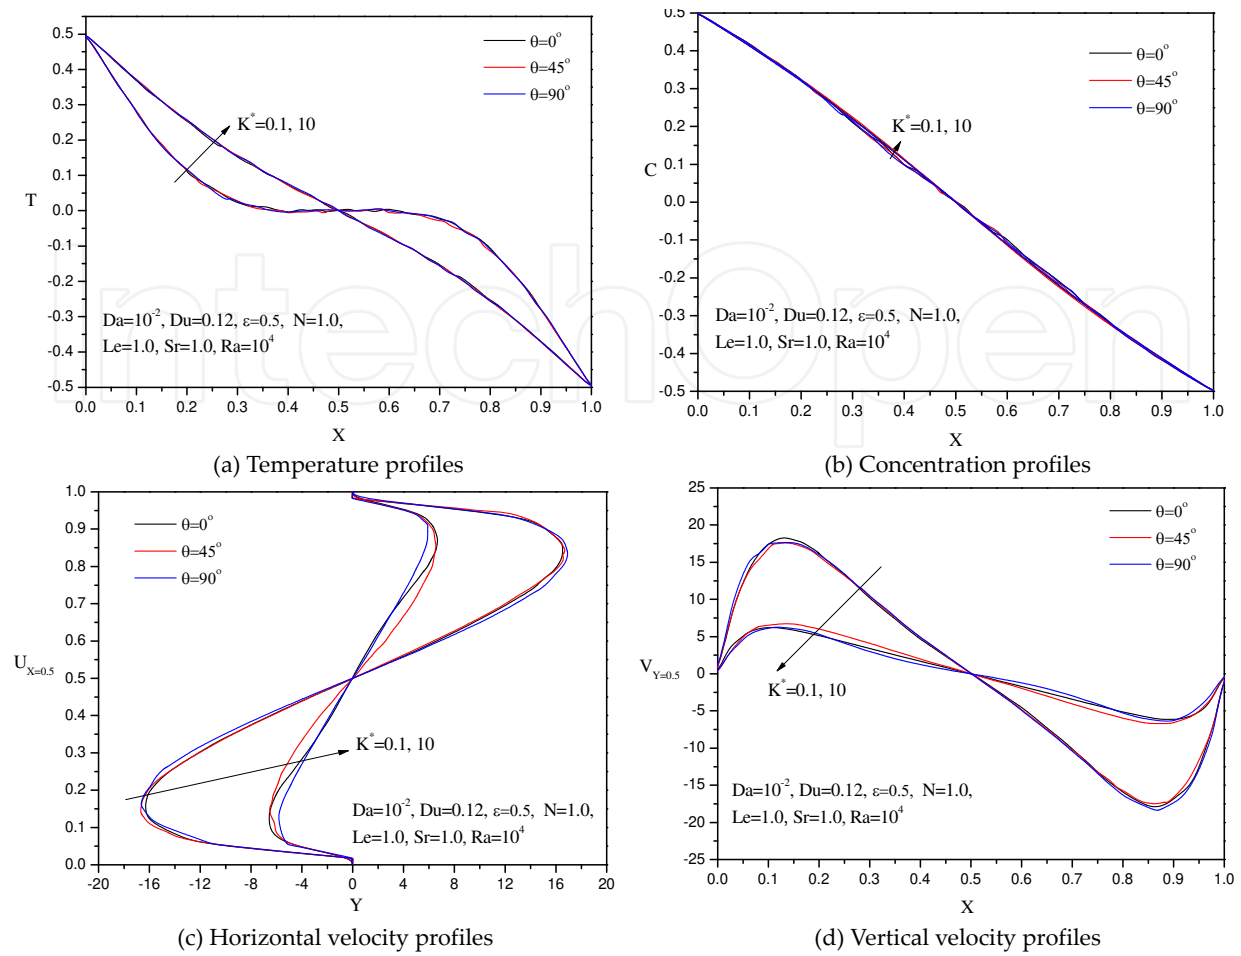 0.5
0.4
0.3
0.2
0.1
0.0
-0.1
-0.2
-0.3
-0.4
-0.5
T
θ=0°
θ=45°
θ=90°
K*=0.1, 10
Da=10⁻², Du=0.12, ε=0.5, N=1.0,
Le=1.0, Sr=1.0, Ra=10⁴
0.0 0.1 0.2 0.3 0.4 0.5 0.6 0.7 0.8 0.9 1.0
X
(a) Temperature profiles
0.5
0.4
0.3
0.2
0.1
0.0
-0.1
-0.2
-0.3
-0.4
-0.5
C
θ=0°
θ=45°
θ=90°
K*=0.1, 10
Da=10⁻², Du=0.12, ε=0.5, N=1.0,
Le=1.0, Sr=1.0, Ra=10⁴
0.0 0.1 0.2 0.3 0.4 0.5 0.6 0.7 0.8 0.9 1.0
X
(b) Concentration profiles
IntechOpen
1.0
0.9
0.8
0.7
0.6
0.5
0.4
0.3
0.2
0.1
0.0
U_X=0.5
θ=0°
θ=45°
θ=90°
K*=0.1, 10
Da=10⁻², Du=0.12, ε=0.5, N=1.0,
Le=1.0, Sr=1.0, Ra=10⁴
-20 -16 -12 -8 -4 0 4 8 12 16 20
Y
(c) Horizontal velocity profiles
25
20
15
10
5
0
-5
-10
-15
-20
-25
V_Y=0.5
θ=0°
θ=45°
θ=90°
K*=0.1, 10
Da=10⁻², Du=0.12, ε=0.5, N=1.0,
Le=1.0, Sr=1.0, Ra=10⁴
0.0 0.1 0.2 0.3 0.4 0.5 0.6 0.7 0.8 0.9 1.0
X
(d) Vertical velocity profiles